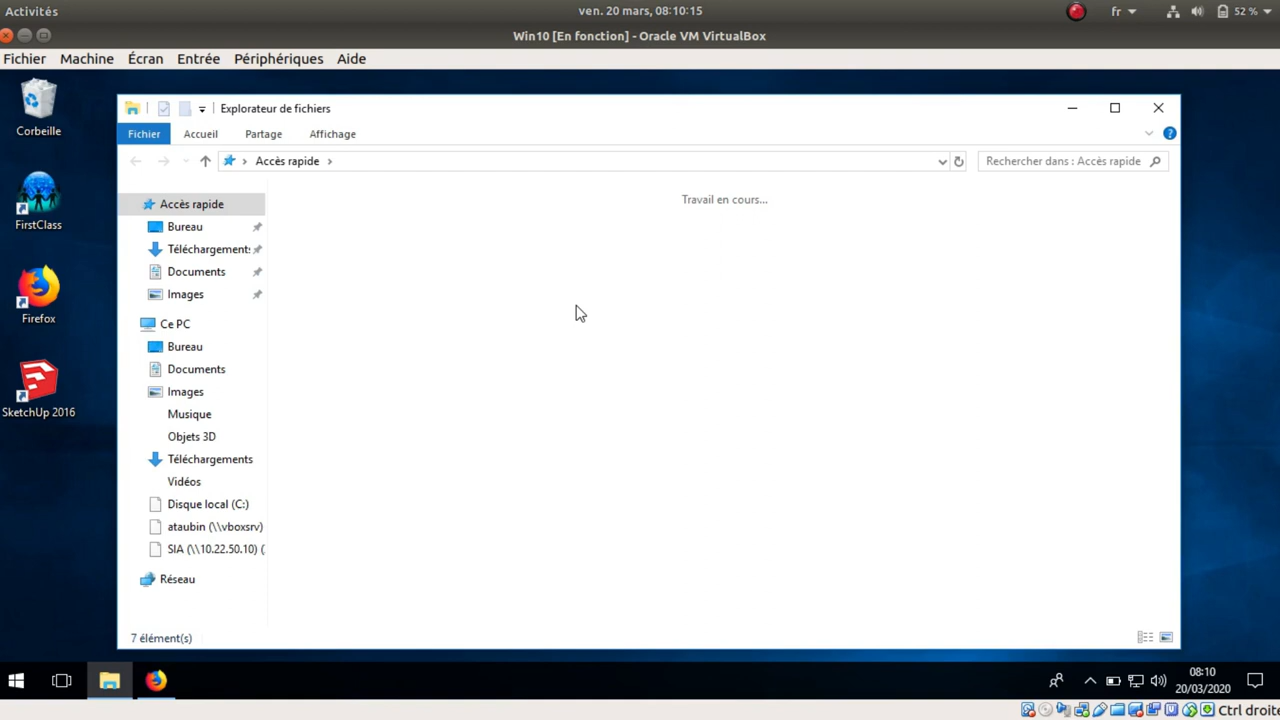 Activités
ven. 20 mars, 08:10:15
fr
52 %
Win10 [En fonction] - Oracle VM VirtualBox
Fichier Machine Écran Entrée Périphériques Aide
Corbeille
FirstClass
Firefox
SketchUp 2016
Explorateur de fichiers
Fichier Accueil Partage Affichage
Accès rapide
Rechercher dans : Accès rapide
Travail en cours...
Accès rapide
Bureau
Téléchargements
Documents
Images
Ce PC
Bureau
Documents
Images
Musique
Objets 3D
Téléchargements
Vidéos
Disque local (C:)
ataubin (\\vboxsrv)
SIA (\\10.22.50.10) (
Réseau
7 élément(s)
08:10
20/03/2020
Ctrl droite